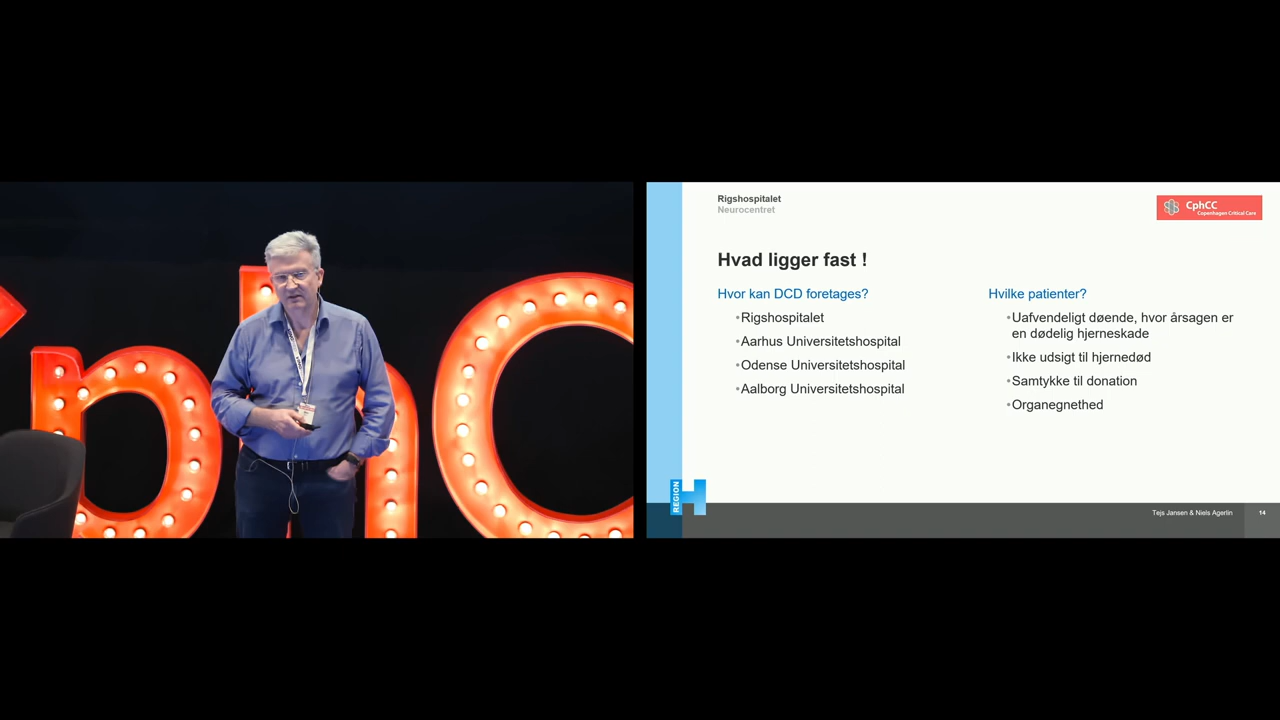 phC
Rigshospitalet
Neurocentret
CphCC
Copenhagen Critical Care
Hvad ligger fast !
Hvor kan DCD foretages?
•Rigshospitalet
•Aarhus Universitetshospital
•Odense Universitetshospital
•Aalborg Universitetshospital
Hvilke patienter?
•Uafvendeligt døende, hvor årsagen er
en dødelig hjerneskade
•Ikke udsigt til hjernedød
•Samtykke til donation
•Organegnethed
REGION
H
Tejs Jansen & Niels Agerlin
14